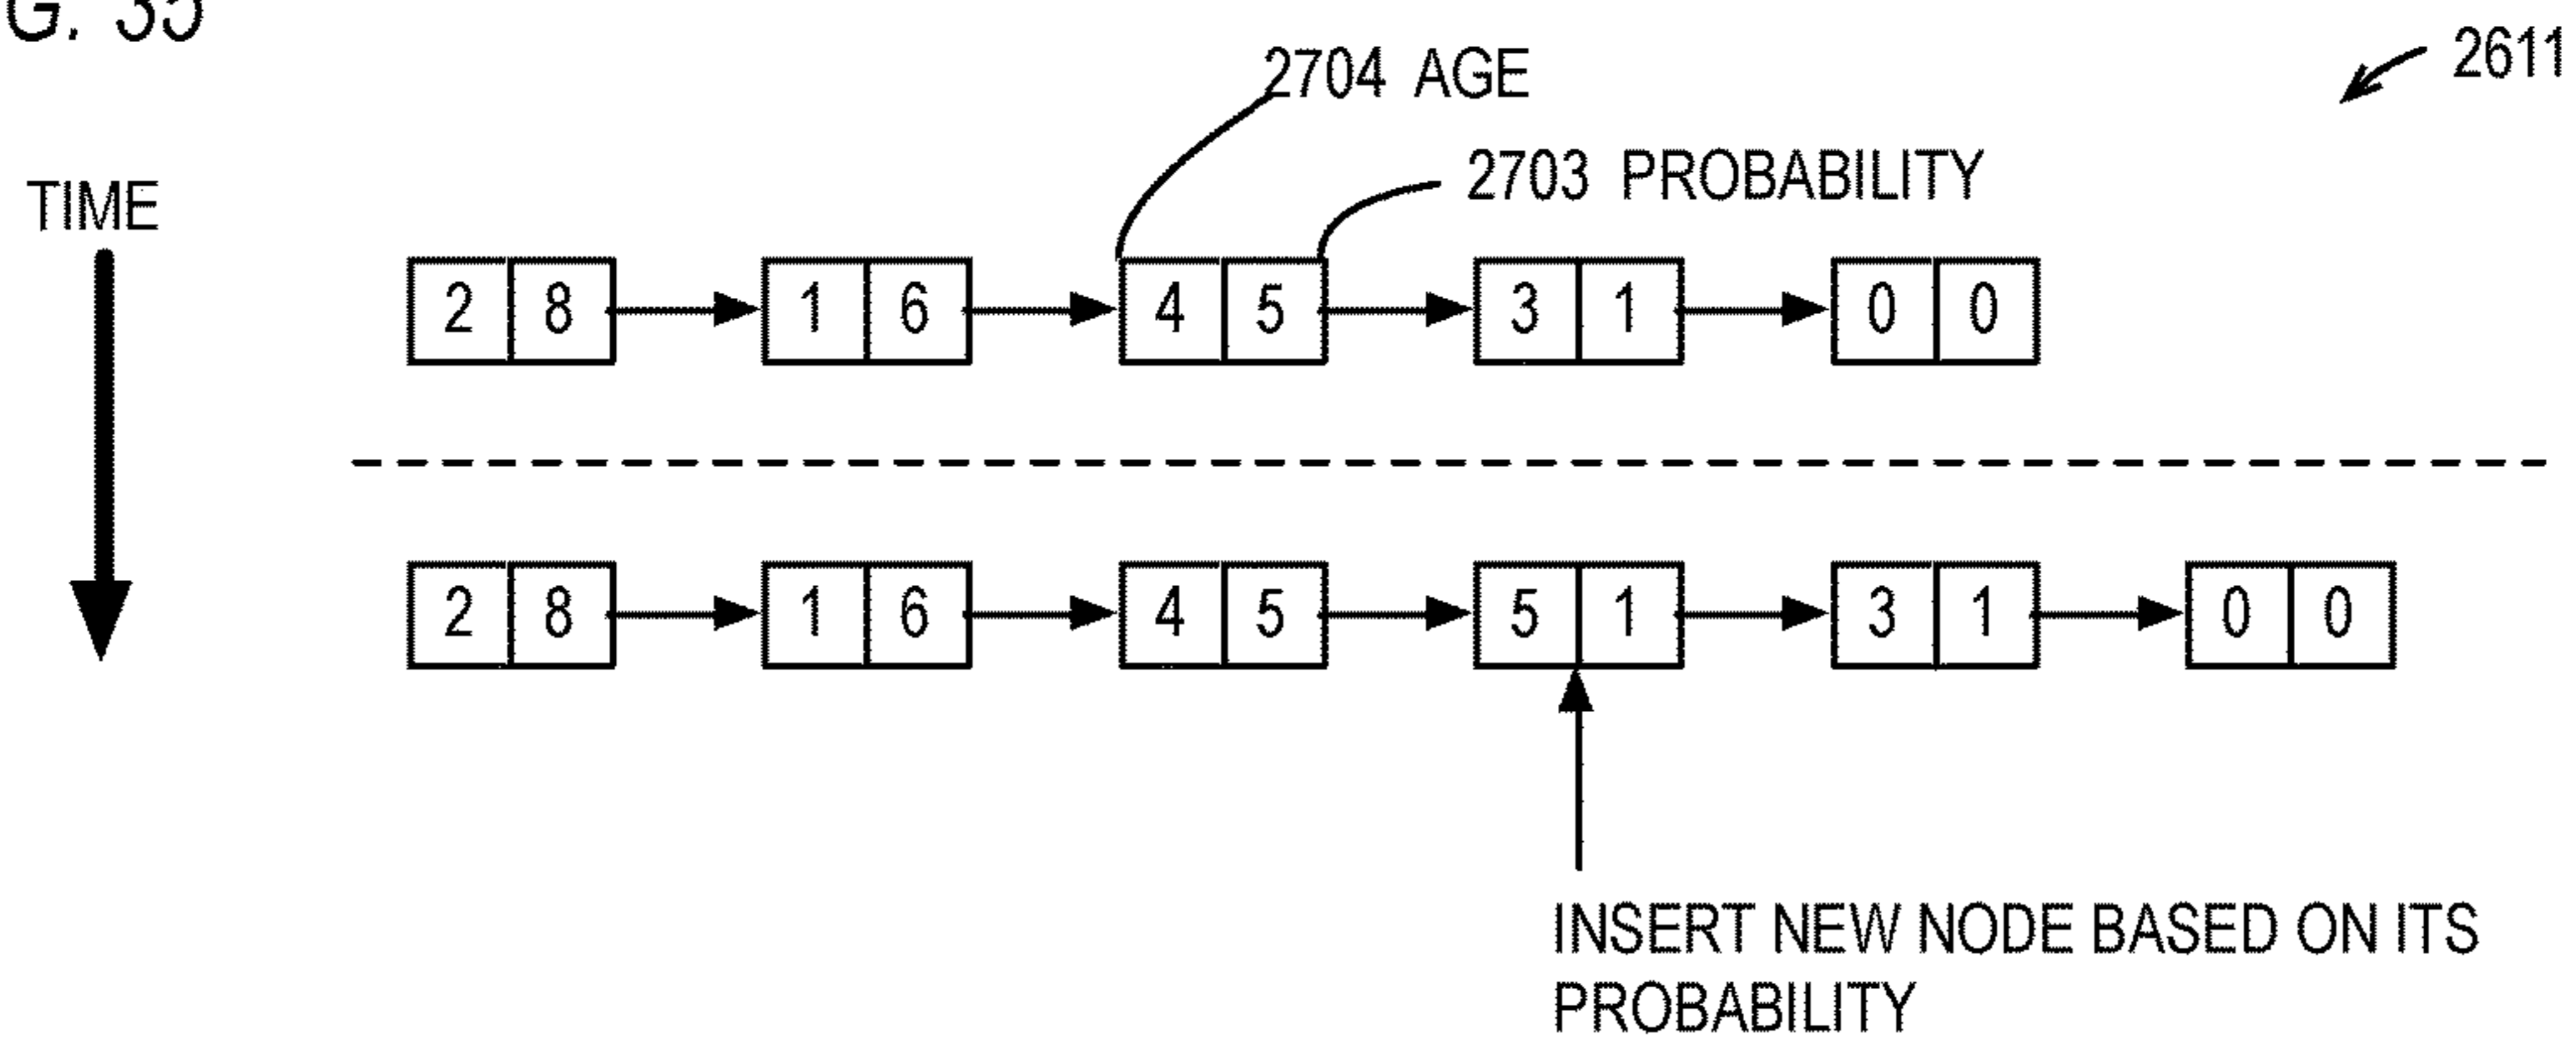 G. 35
2704 AGE
2611
2703 PROBABILITY
TIME
2 8 1 6 4 5 3 1 0 0
2 8 1 6 4 5 5 1 3 1 0 0
INSERT NEW NODE BASED ON ITS
PROBABILITY